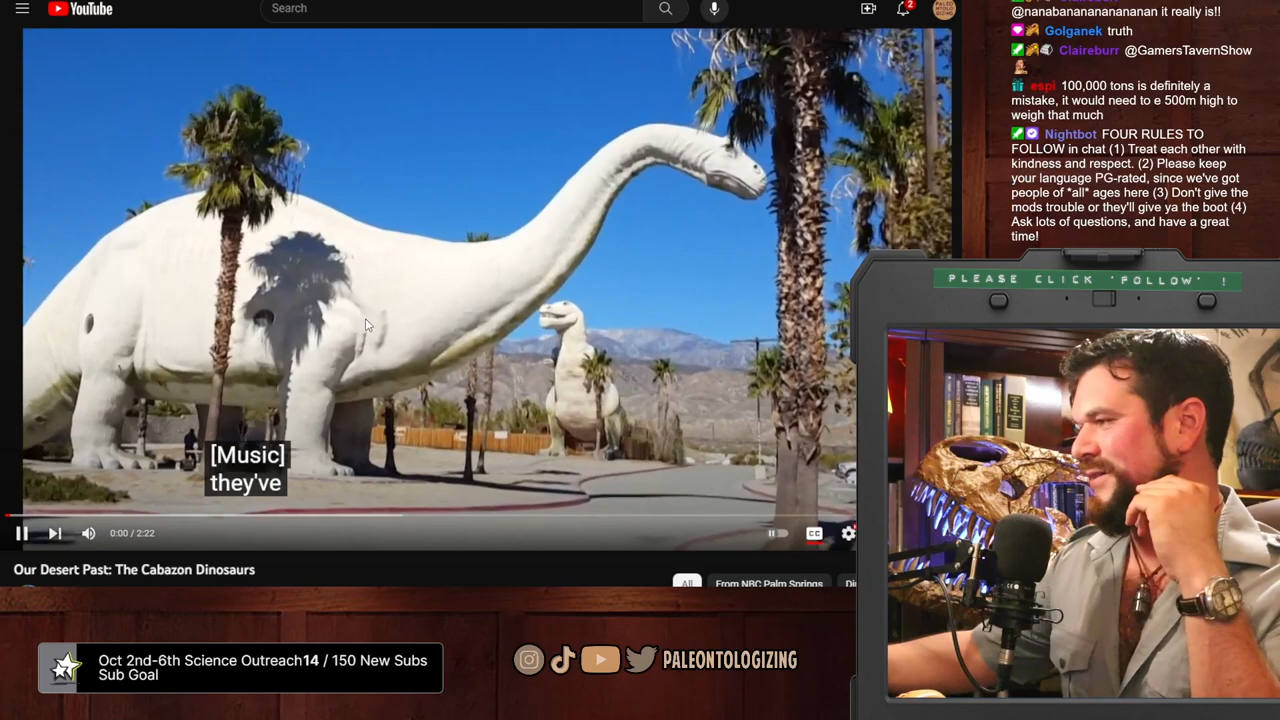 YouTube
Search
2
[Music]
they've
0:00 / 2:22
CC
Our Desert Past: The Cabazon Dinosaurs
All
From NBC Palm Springs
@nanabanananananan it really is!!
Golganek truth
Claireburr @GamersTavernShow
espi 100,000 tons is definitely a
mistake, it would need to e 500m high to
weigh that much
Nightbot FOUR RULES TO
FOLLOW in chat (1) Treat each other with
kindness and respect. (2) Please keep
your language PG-rated, since we've got
people of *all* ages here (3) Don't give the
mods trouble or they'll give ya the boot (4)
Ask lots of questions, and have a great
time!
PLEASE CLICK 'FOLLOW' !
Oct 2nd-6th Science Outreach14 / 150 New Subs
Sub Goal
PALEONTOLOGIZING